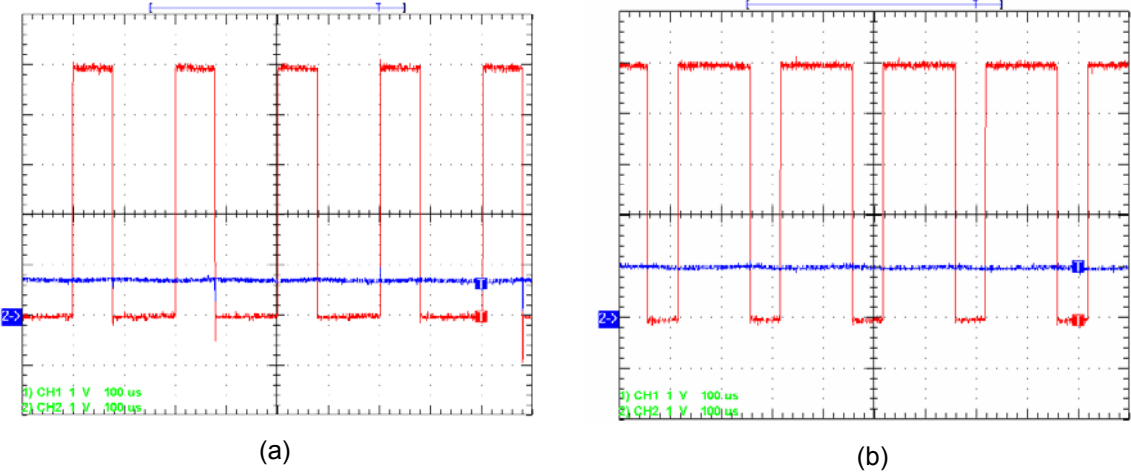 T
2->
T
T
1) CH1 1 V 100 us
2) CH2 1 V 100 us
(a)
T
2->
T
T
1) CH1 1 V 100 us
2) CH2 1 V 100 us
(b)